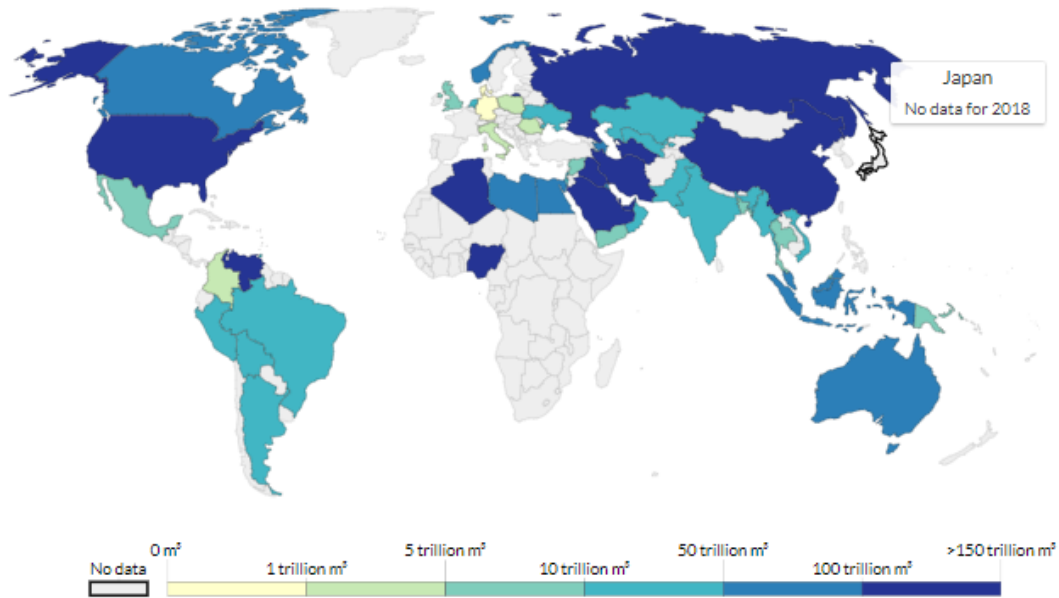 Japan
No data for 2018
0 m³ 5 trillion m³ 50 trillion m³ >150 trillion m³
No data 1 trillion m³ 10 trillion m³ 100 trillion m³